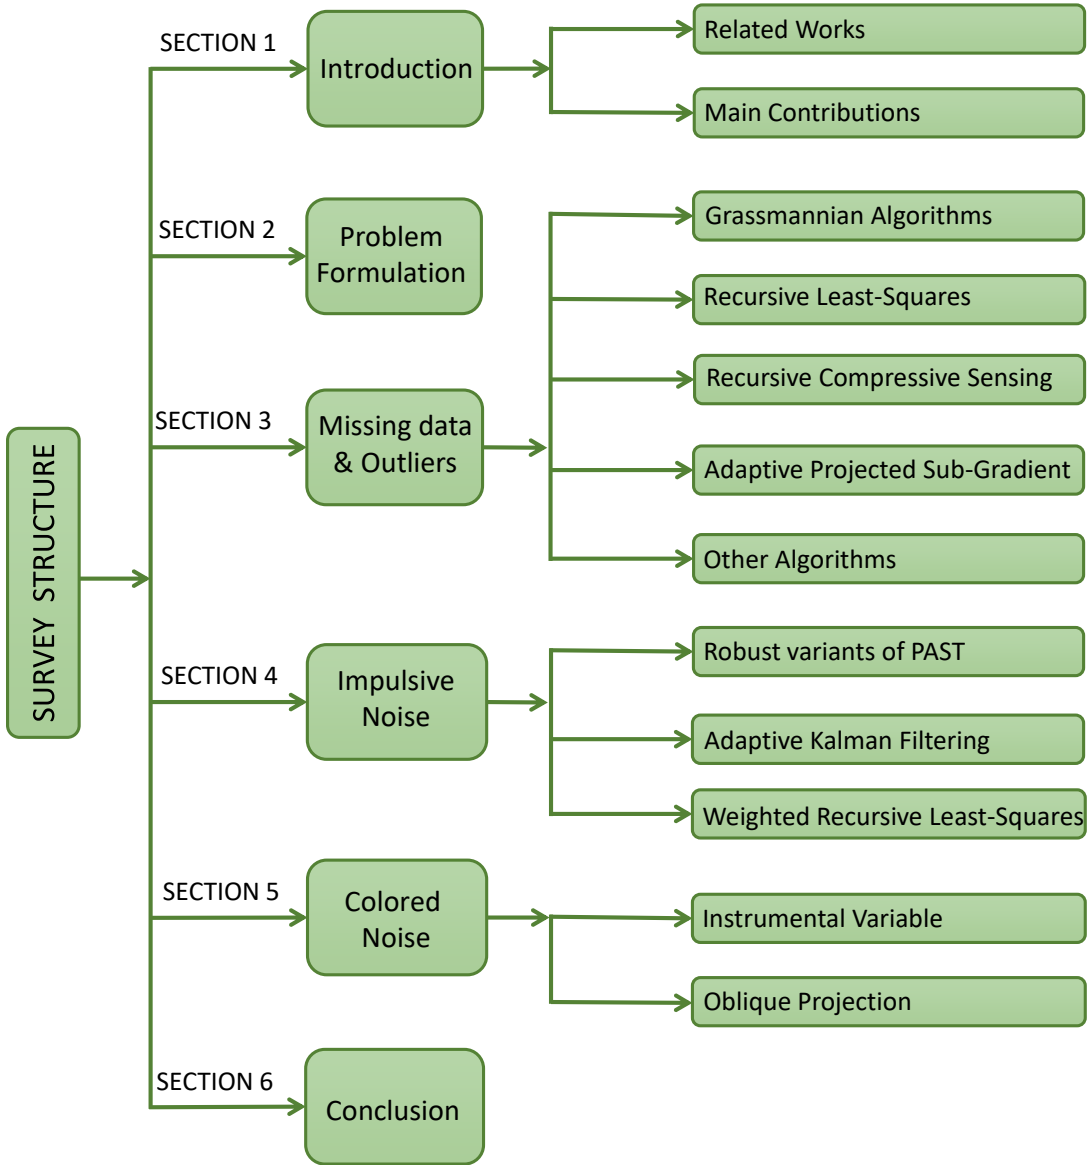 SURVEY STRUCTURE
SECTION 1
Introduction
Related Works
Main Contributions
SECTION 2
Problem
Formulation
SECTION 3
Missing data
& Outliers
Grassmannian Algorithms
Recursive Least-Squares
Recursive Compressive Sensing
Adaptive Projected Sub-Gradient
Other Algorithms
SECTION 4
Impulsive
Noise
Robust variants of PAST
Adaptive Kalman Filtering
Weighted Recursive Least-Squares
SECTION 5
Colored
Noise
Instrumental Variable
Oblique Projection
SECTION 6
Conclusion